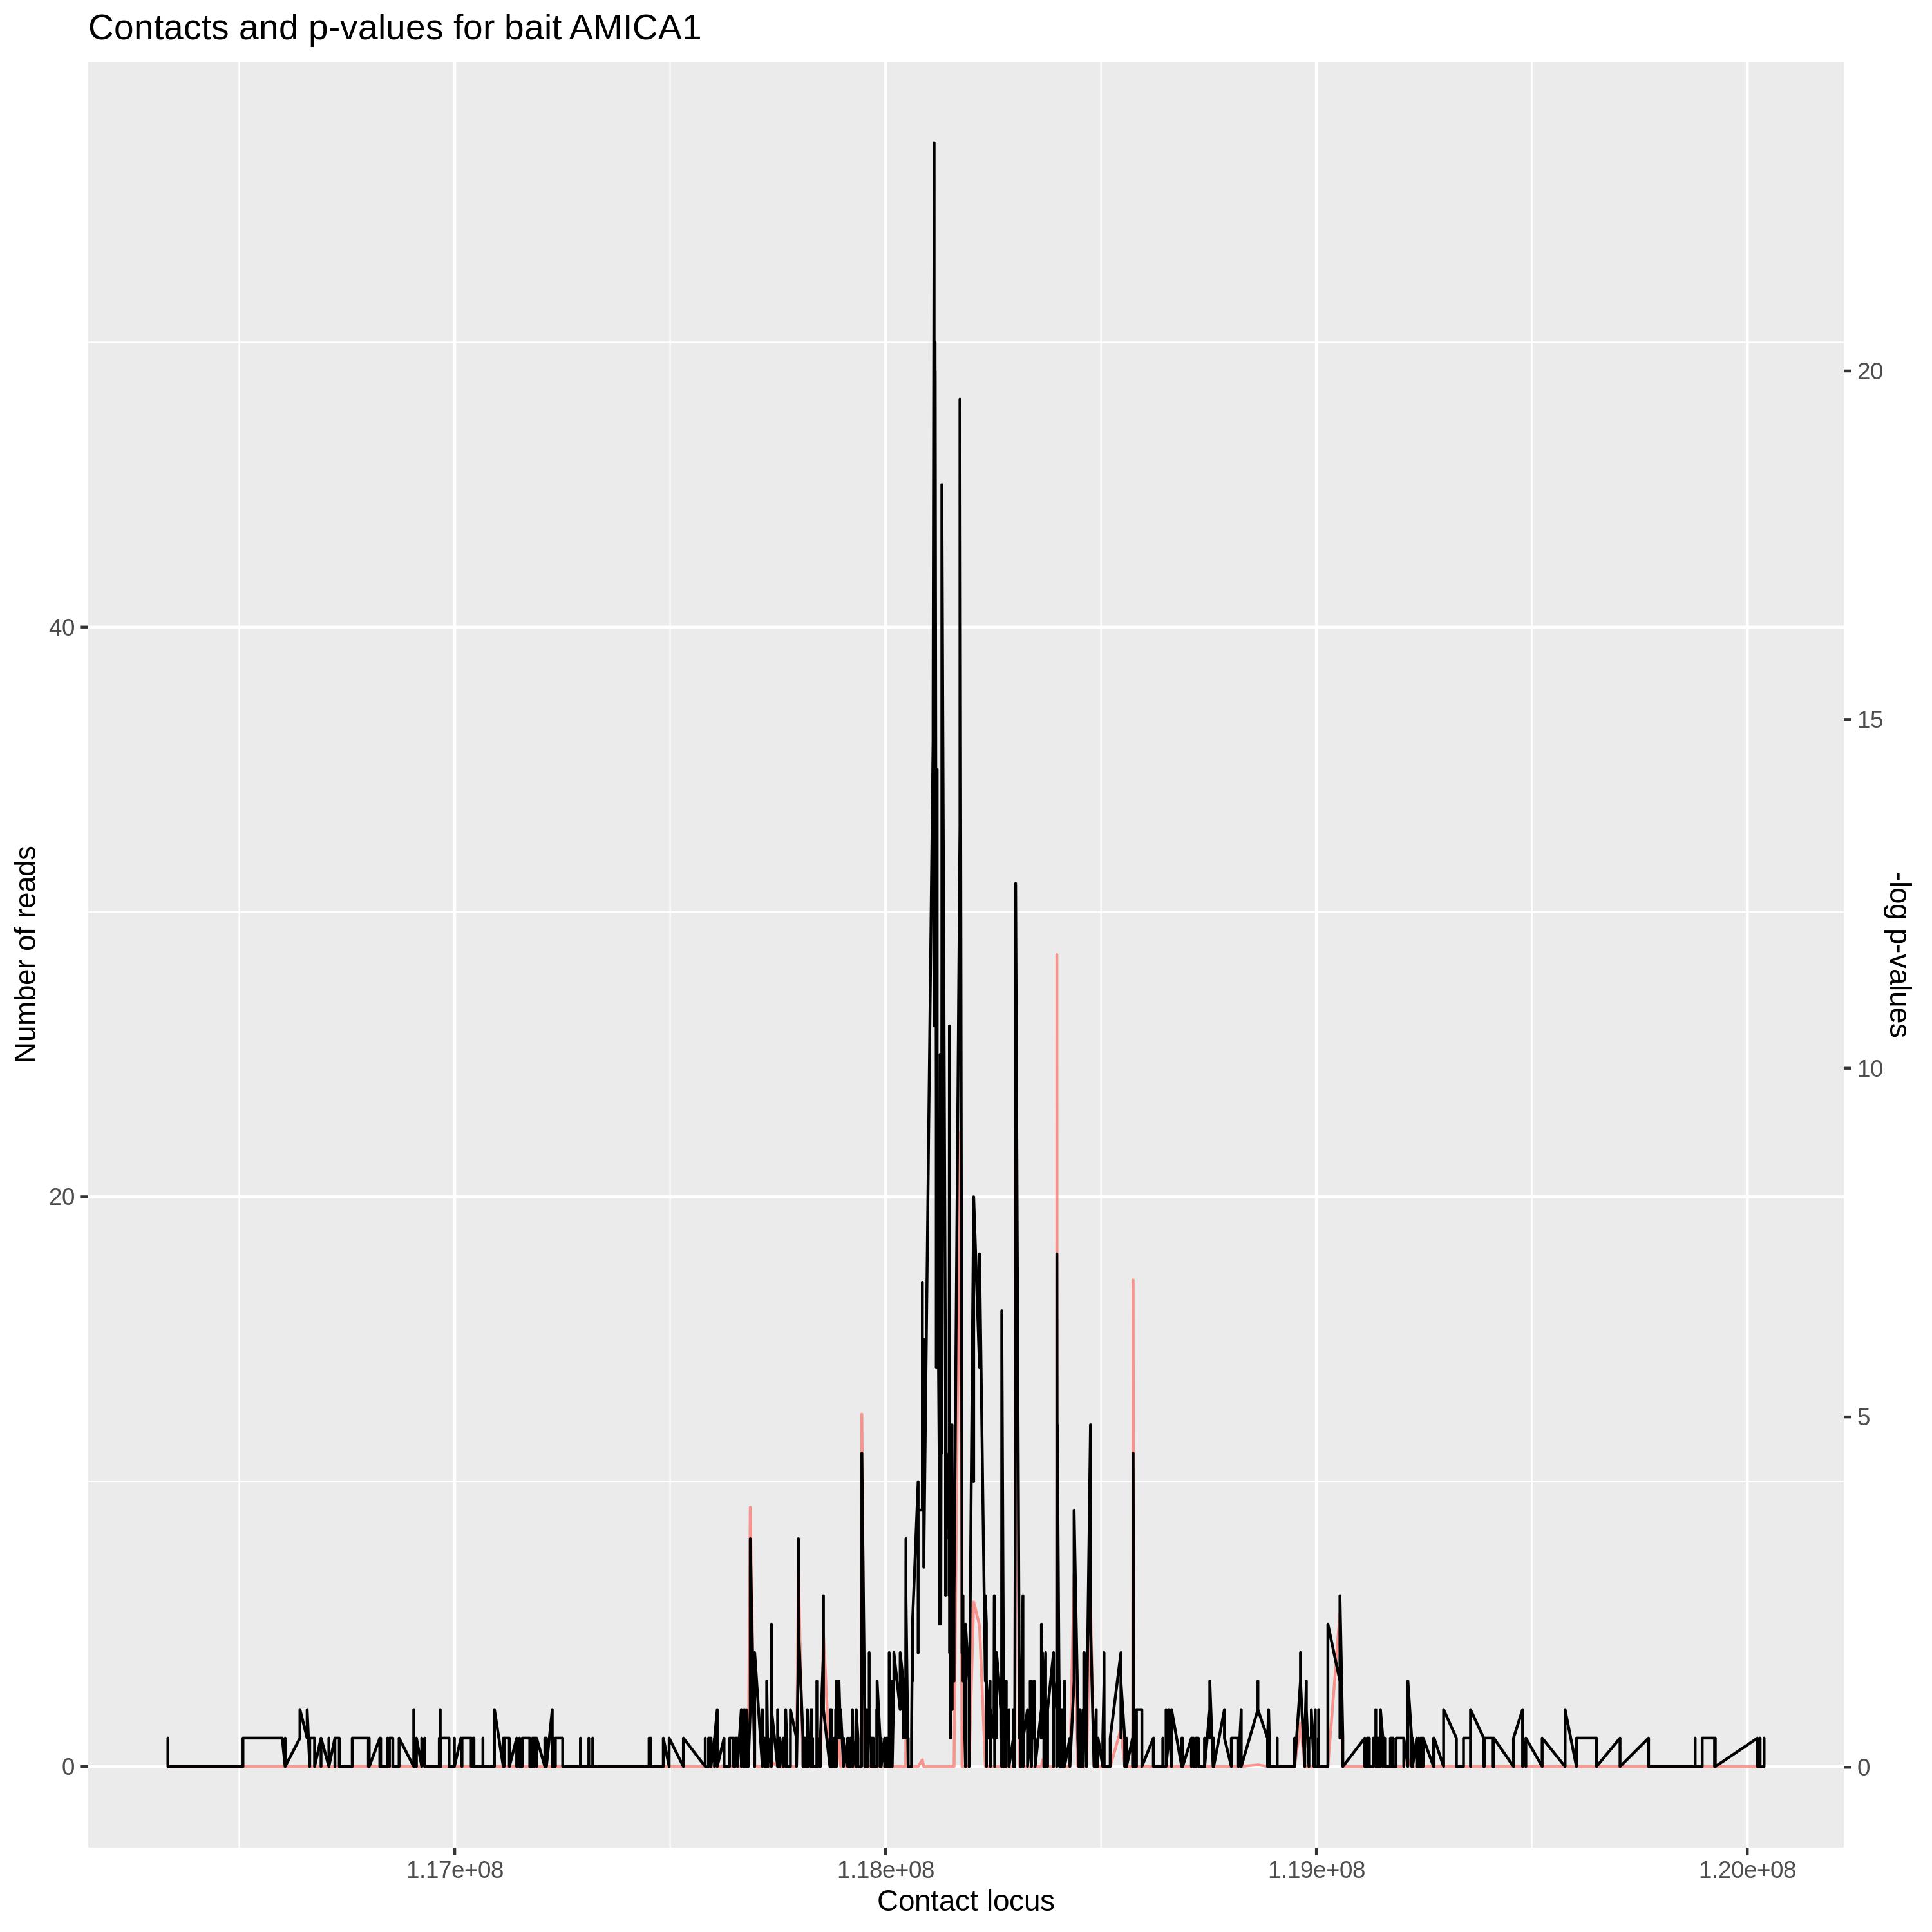 Contacts and p-values for bait AMICA1
Number of reads
40
20
0
20
15
10
5
0
-log p-values
1.17e+08
1.18e+08
1.19e+08
1.20e+08
Contact locus